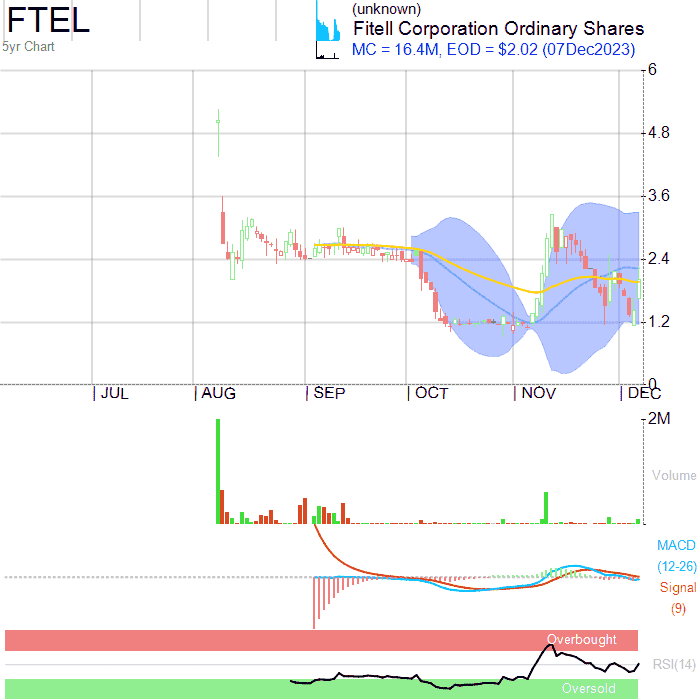 FTEL
5yr Chart
(unknown)
Fitell Corporation Ordinary Shares
MC = 16.4M, EOD = $2.02 (07Dec2023)
6
4.8
3.6
2.4
1.2
0
JUL AUG SEP OCT NOV DEC
2M
Volume
MACD
(12-26)
Signal
(9)
Overbought
RSI(14)
Oversold